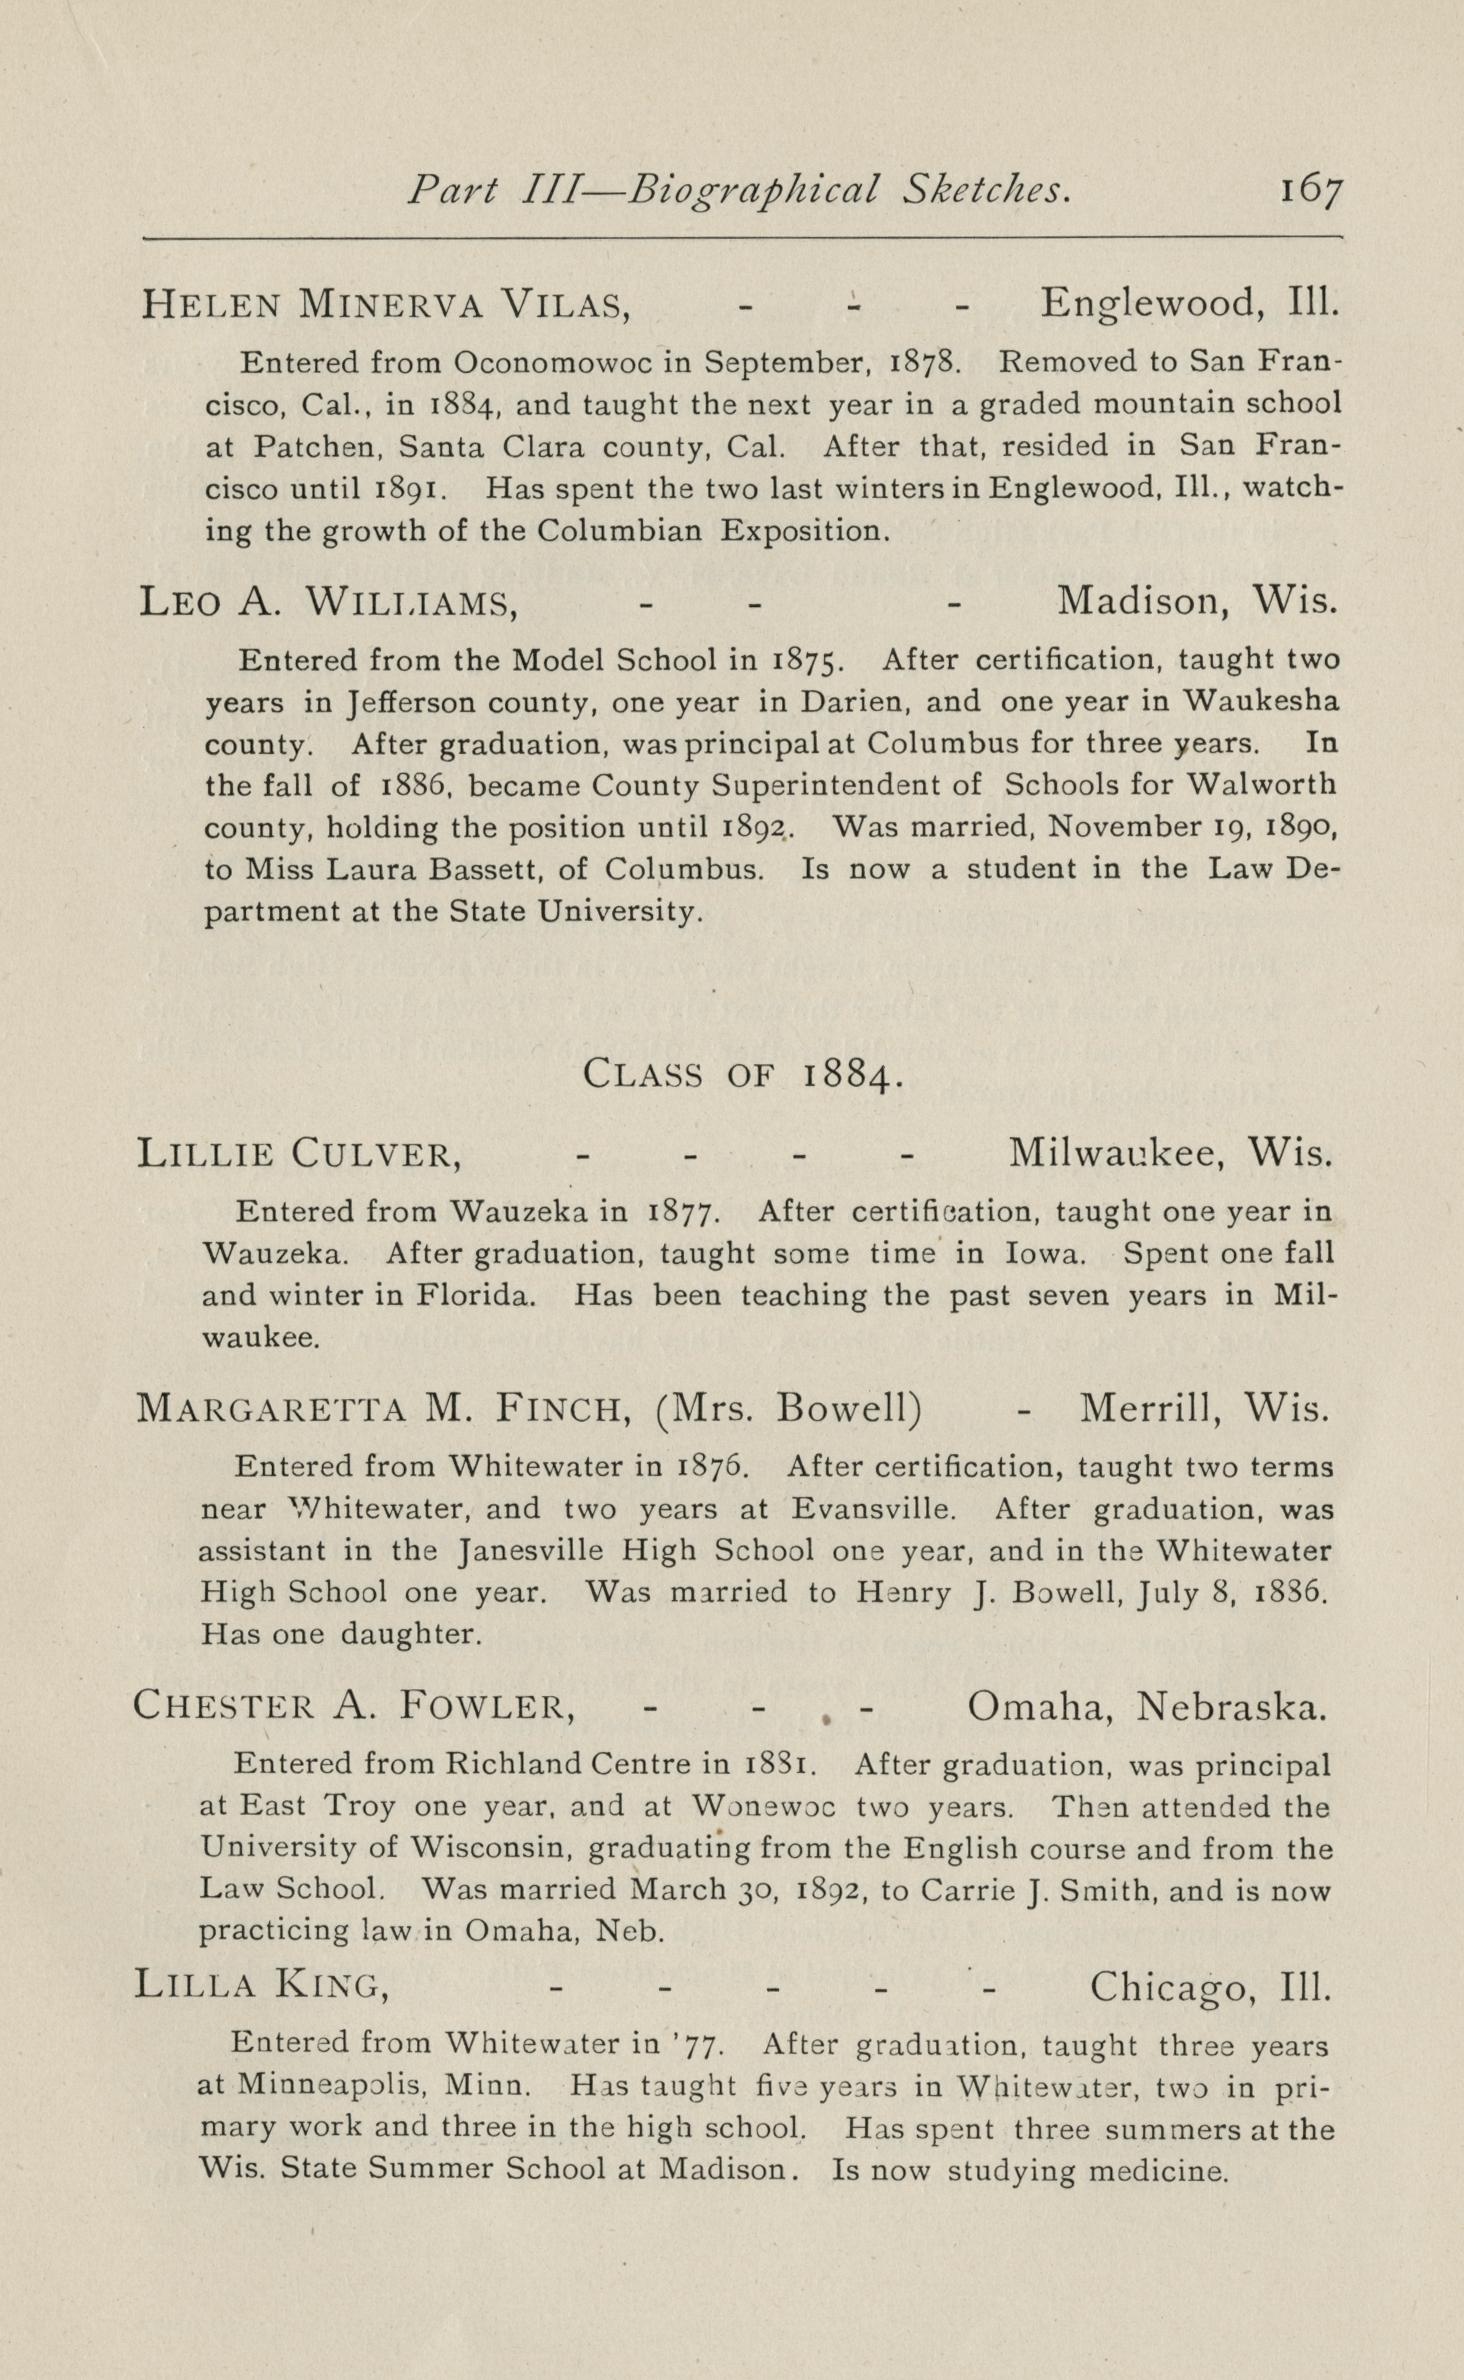 Part III—Biographical Sketches. 167
HELEN MINERVA VILAS, - - - Englewood, Ill.
Entered from Oconomowoc in September, 1878. Removed to San Fran-
cisco, Cal., in 1884, and taught the next year in a graded mountain school
at Patchen, Santa Clara county, Cal. After that, resided in San Fran-
cisco until 1891. Has spent the two last winters in Englewood, Ill., watch-
ing the growth of the Columbian Exposition.
LEO A. WILLIAMS, - - - Madison, Wis.
Entered from the Model School in 1875. After certification, taught two
years in Jefferson county, one year in Darien, and one year in Waukesha
county. After graduation, was principal at Columbus for three years. In
the fall of 1886, became County Superintendent of Schools for Walworth
county, holding the position until 1892. Was married, November 19, 1890,
to Miss Laura Bassett, of Columbus. Is now a student in the Law De-
partment at the State University.
CLASS OF 1884.
LILLIE CULVER, - - - - Milwaukee, Wis.
Entered from Wauzeka in 1877. After certification, taught one year in
Wauzeka. After graduation, taught some time in Iowa. Spent one fall
and winter in Florida. Has been teaching the past seven years in Mil-
waukee.
MARGARETTA M. FINCH, (Mrs. Bowell) - Merrill, Wis.
Entered from Whitewater in 1876. After certification, taught two terms
near Whitewater, and two years at Evansville. After graduation, was
assistant in the Janesville High School one year, and in the Whitewater
High School one year. Was married to Henry J. Bowell, July 8, 1886.
Has one daughter.
CHESTER A. FOWLER, - - - Omaha, Nebraska.
Entered from Richland Centre in 1881. After graduation, was principal
at East Troy one year, and at Wonewoc two years. Then attended the
University of Wisconsin, graduating from the English course and from the
Law School. Was married March 30, 1892, to Carrie J. Smith, and is now
practicing law in Omaha, Neb.
LILLA KING, - - - - - Chicago, Ill.
Entered from Whitewater in '77. After graduation, taught three years
at Minneapolis, Minn. Has taught five years in Whitewater, two in pri-
mary work and three in the high school. Has spent three summers at the
Wis. State Summer School at Madison. Is now studying medicine.